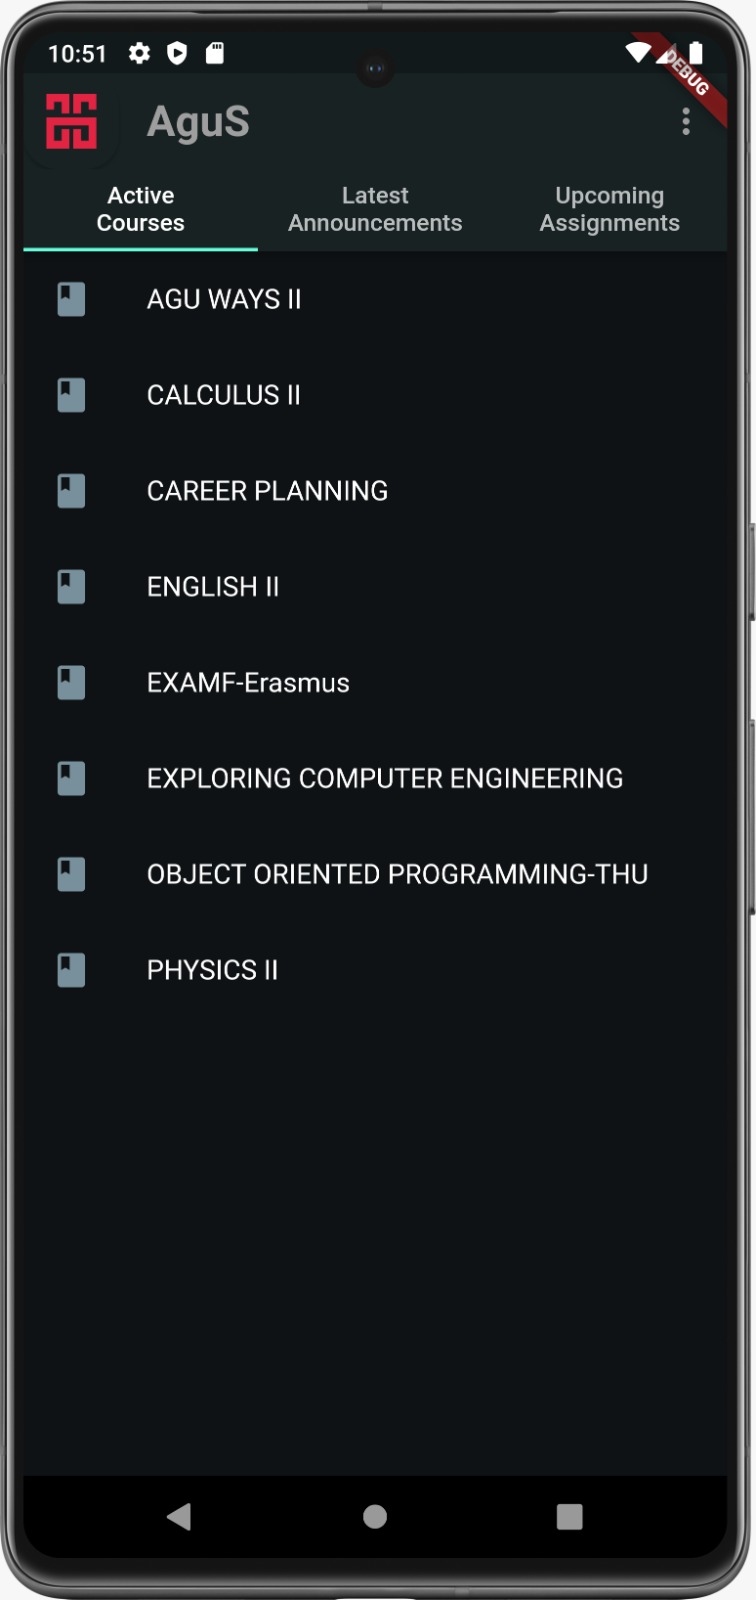 10:51
DEBUG
AguS
Active
Courses
Latest
Announcements
Upcoming
Assignments
AGU WAYS II
CALCULUS II
CAREER PLANNING
ENGLISH II
EXAMF-Erasmus
EXPLORING COMPUTER ENGINEERING
OBJECT ORIENTED PROGRAMMING-THU
PHYSICS II